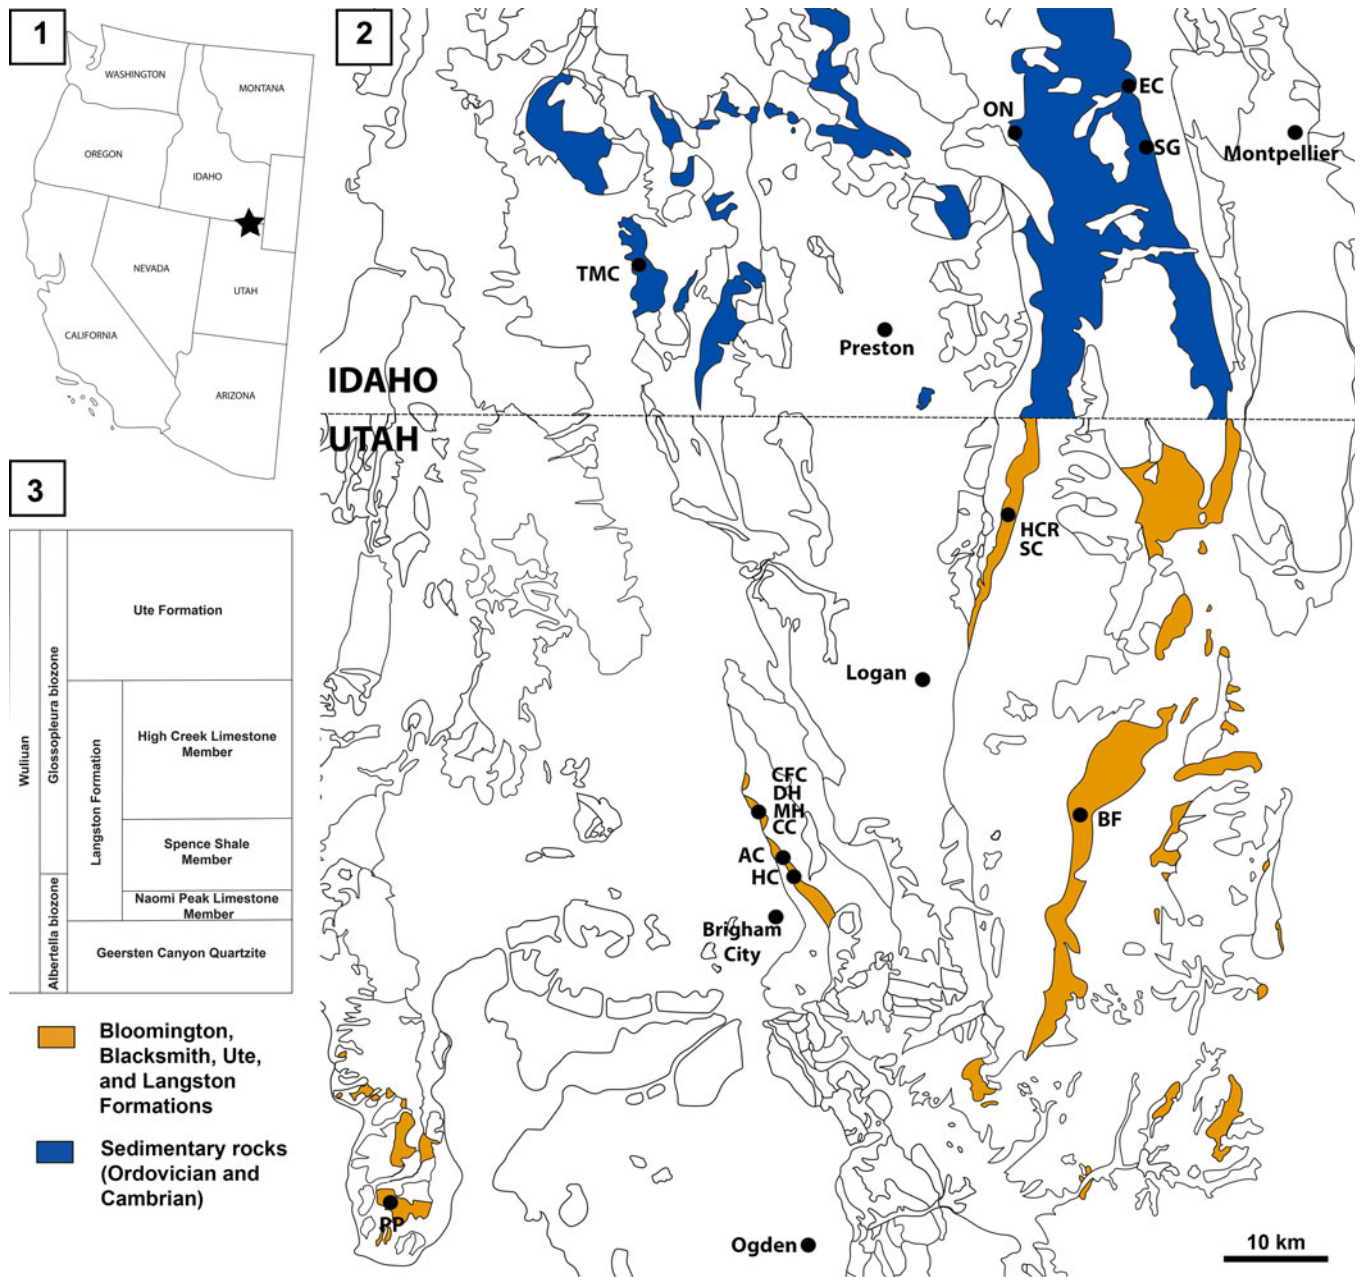 1
WASHINGTON
MONTANA
OREGON
IDAHO
NEVADA
UTAH
CALIFORNIA
ARIZONA
2
EC
ON
SG
Montpellier
TMC
Preston
IDAHO
UTAH
HCR
SC
Logan
CFC
DH
MH
CC
AC
HC
BF
Brigham
City
PP
Ogden
10 km
3
Wuliuan
Glossopleura biozone
Albertella biozone
Ute Formation
Langston Formation
High Creek Limestone
Member
Spence Shale
Member
Naomi Peak Limestone
Member
Geersten Canyon Quartzite
Bloomington,
Blacksmith, Ute,
and Langston
Formations
Sedimentary rocks
(Ordovician and
Cambrian)